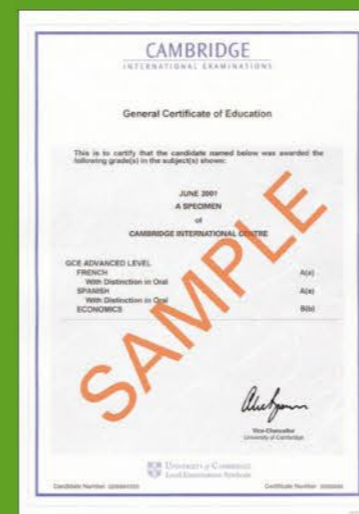 CAMBRIDGE
INTERNATIONAL EXAMINATIONS
General Certificate of Education
This is to certify that the candidate named below was awarded the
following grade(s) in the subject(s) shown:
JUNE 2001
A SPECIMEN
of
CAMBRIDGE INTERNATIONAL CENTRE
GCE ADVANCED LEVEL
FRENCH A(a)
With Distinction in Oral
SPANISH A(a)
With Distinction in Oral
ECONOMICS B(b)
SAMPLE
Vice-Chancellor
University of Cambridge
UNIVERSITY of CAMBRIDGE
Local Examinations Syndicate
Candidate Number
Certificate Number